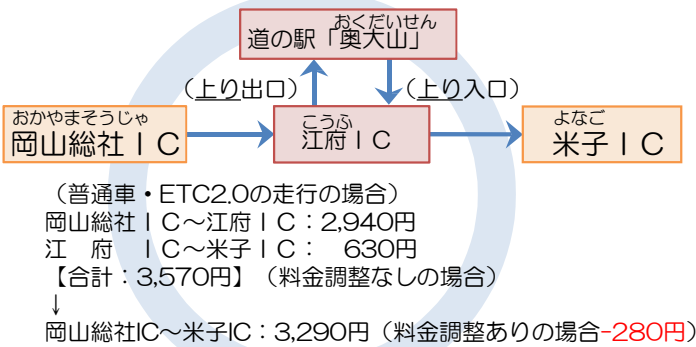 おくだいせん
道の駅「奥大山」
（上り出口）
（上り入口）
おかやまそうじゃ
岡山総社ＩＣ
こうふ
江府ＩＣ
よなご
米子ＩＣ
（普通車・ETC2.0の走行の場合）
岡山総社ＩＣ～江府ＩＣ：2,940円
江　府　ＩＣ～米子ＩＣ：　630円
【合計：3,570円】（料金調整なしの場合）
↓
岡山総社IC～米子IC：3,290円（料金調整ありの場合-280円）